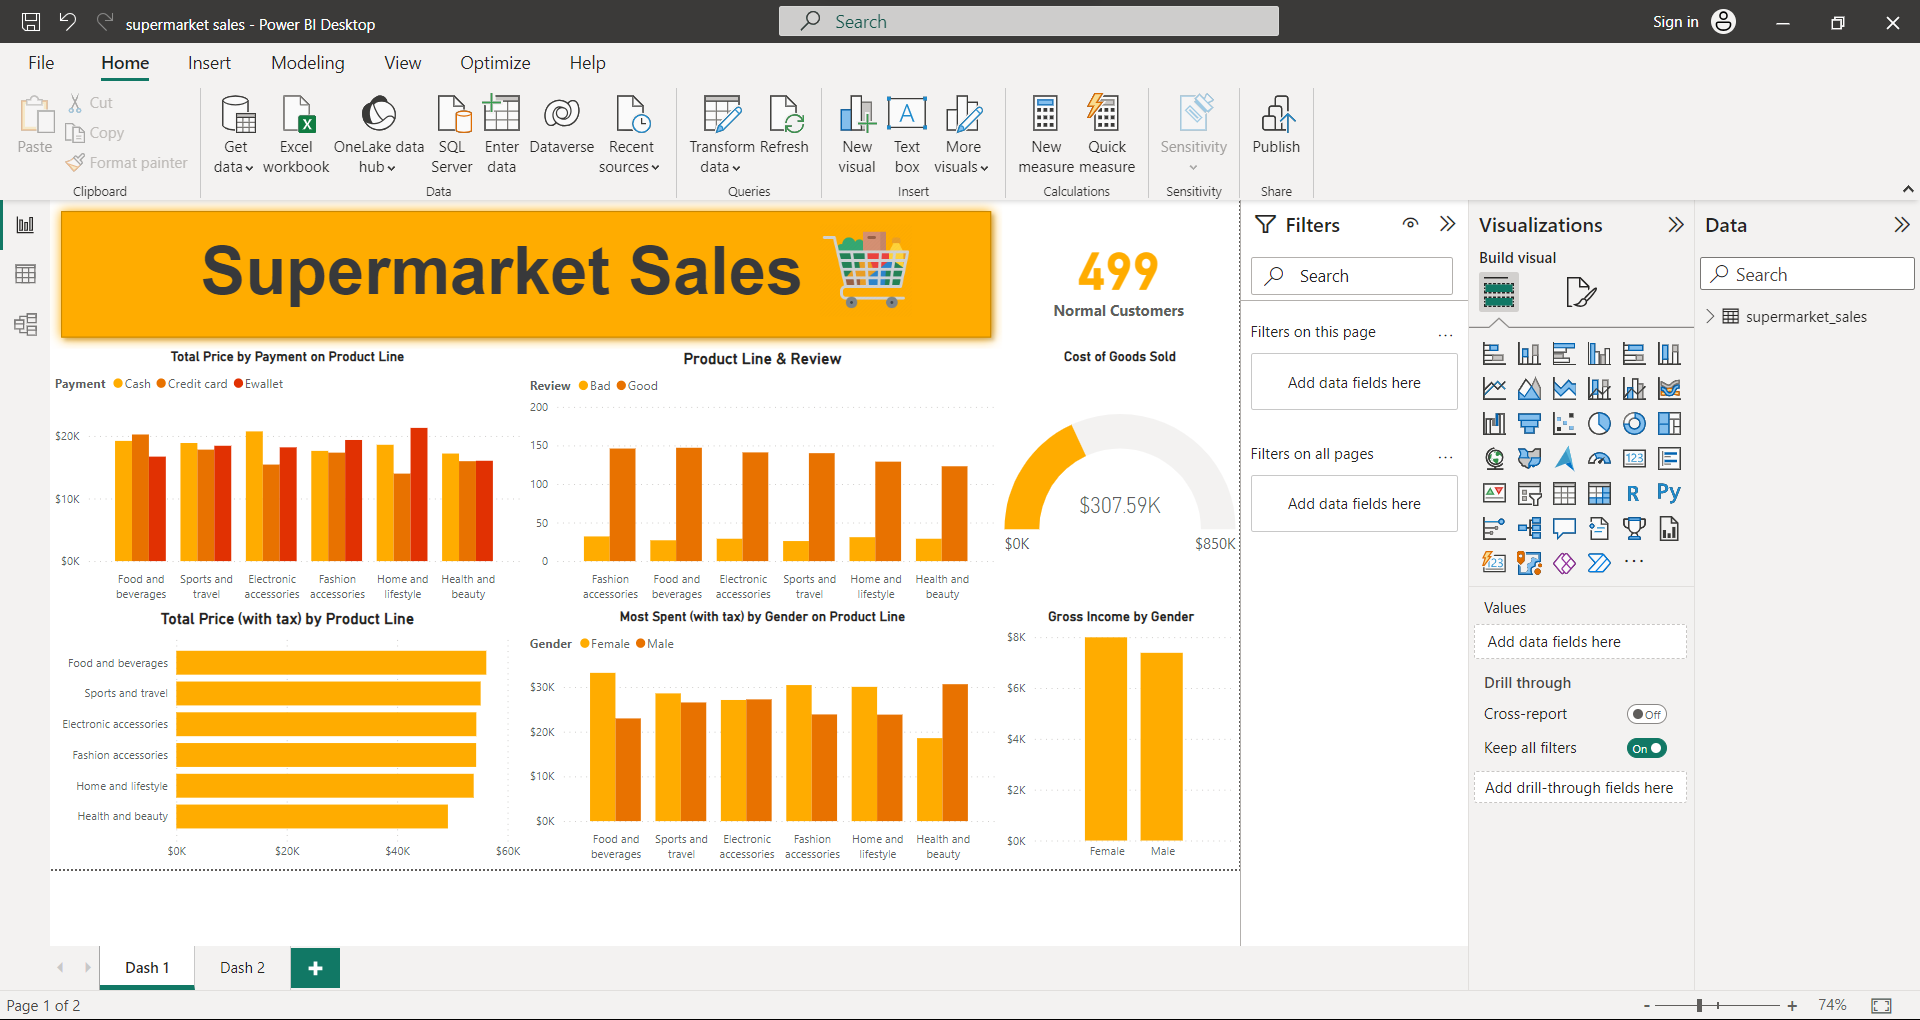 supermarket sales - Power BI Desktop
Search
Sign in
File Home Insert Modeling View Optimize Help
Paste
Cut
Copy
Format painter
Clipboard
Get data
Excel workbook
OneLake data hub
SQL Server
Enter data
Dataverse
Recent sources
Data
Transform data
Refresh
Queries
New visual
Text box
More visuals
Insert
New measure
Quick measure
Calculations
Sensitivity
Sensitivity
Publish
Share
Supermarket Sales
499
Normal Customers
Total Price by Payment on Product Line
Payment Cash Credit card Ewallet
$20K
$10K
$0K
Food and beverages
Sports and travel
Electronic accessories
Fashion accessories
Home and lifestyle
Health and beauty
Product Line & Review
Review Bad Good
200
150
100
50
0
Fashion accessories
Food and beverages
Electronic accessories
Sports and travel
Home and lifestyle
Health and beauty
Cost of Goods Sold
$307.59K
$0K
$850K
Total Price (with tax) by Product Line
Food and beverages
Sports and travel
Electronic accessories
Fashion accessories
Home and lifestyle
Health and beauty
$0K $20K $40K $60K
Most Spent (with tax) by Gender on Product Line
Gender Female Male
$30K
$20K
$10K
$0K
Food and beverages
Sports and travel
Electronic accessories
Fashion accessories
Home and lifestyle
Health and beauty
Gross Income by Gender
$8K
$6K
$4K
$2K
$0K
Female Male
Filters
Search
Filters on this page ...
Add data fields here
Filters on all pages ...
Add data fields here
Visualizations
Build visual
123
R
Py
123
...
Values
Add data fields here
Drill through
Cross-report Off
Keep all filters On
Add drill-through fields here
Data
Search
supermarket_sales
Dash 1 Dash 2 +
Page 1 of 2
- + 74%